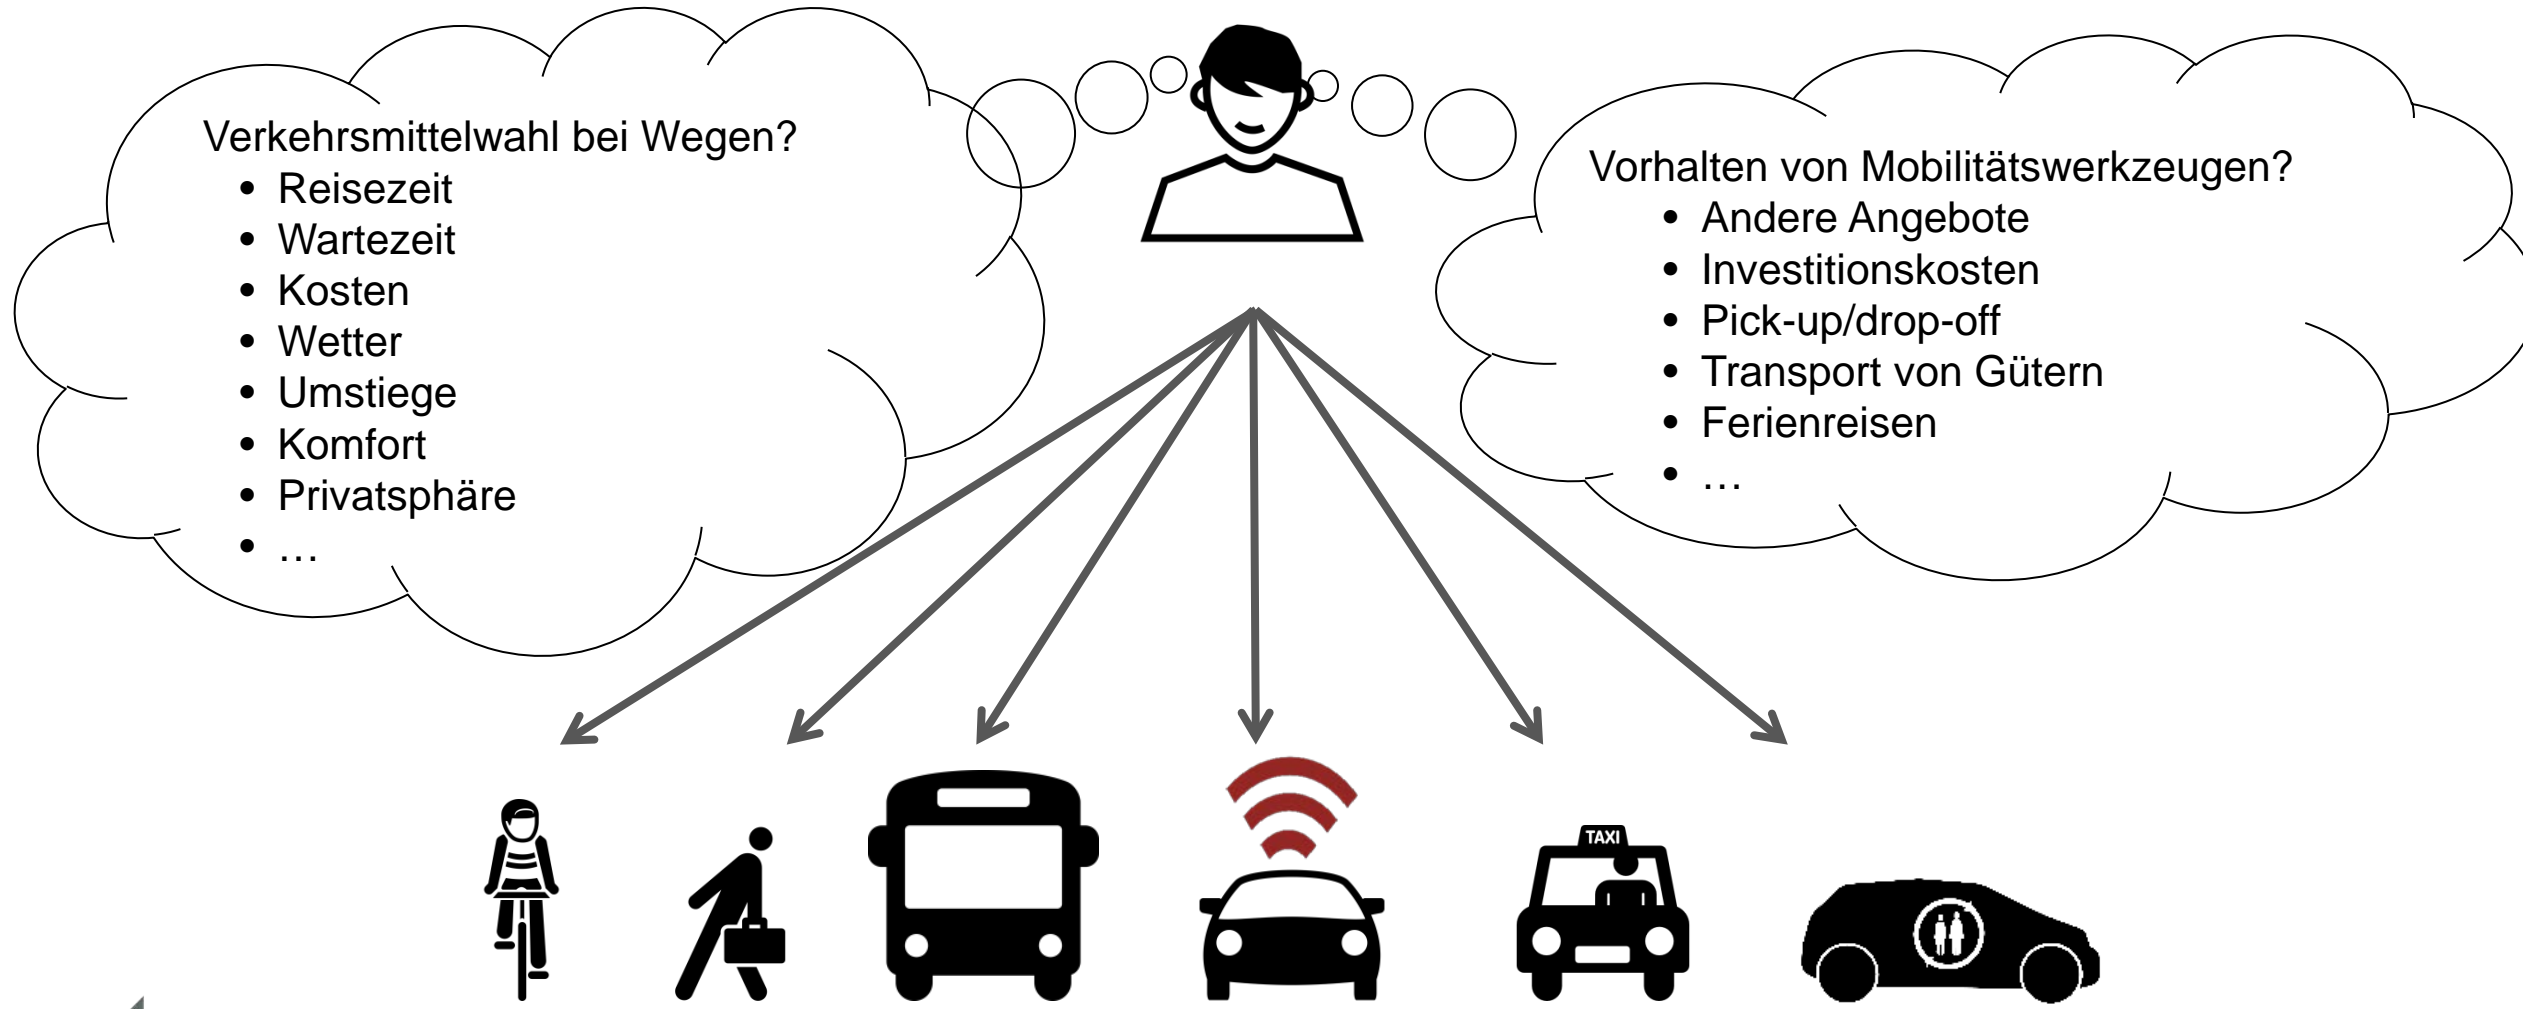 Verkehrsmittelwahl bei Wegen?
• Reisezeit
• Wartezeit
• Kosten
• Wetter
• Umstiege
• Komfort
• Privatsphäre
• …
Vorhalten von Mobilitätswerkzeugen?
• Andere Angebote
• Investitionskosten
• Pick-up/drop-off
• Transport von Gütern
• Ferienreisen
• …
TAXI